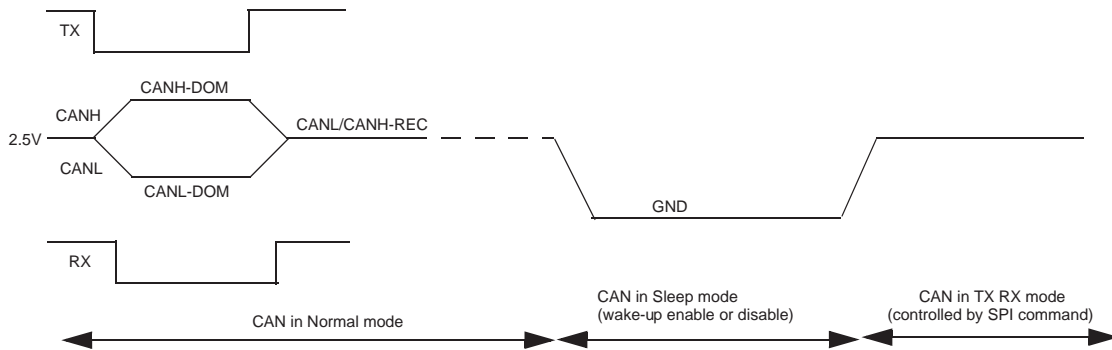 TX
CANH-DOM
CANH
CANL/CANH-REC
2.5V
CANL
CANL-DOM
GND
RX
CAN in Normal mode
CAN in Sleep mode
(wake-up enable or disable)
CAN in TX RX mode
(controlled by SPI command)